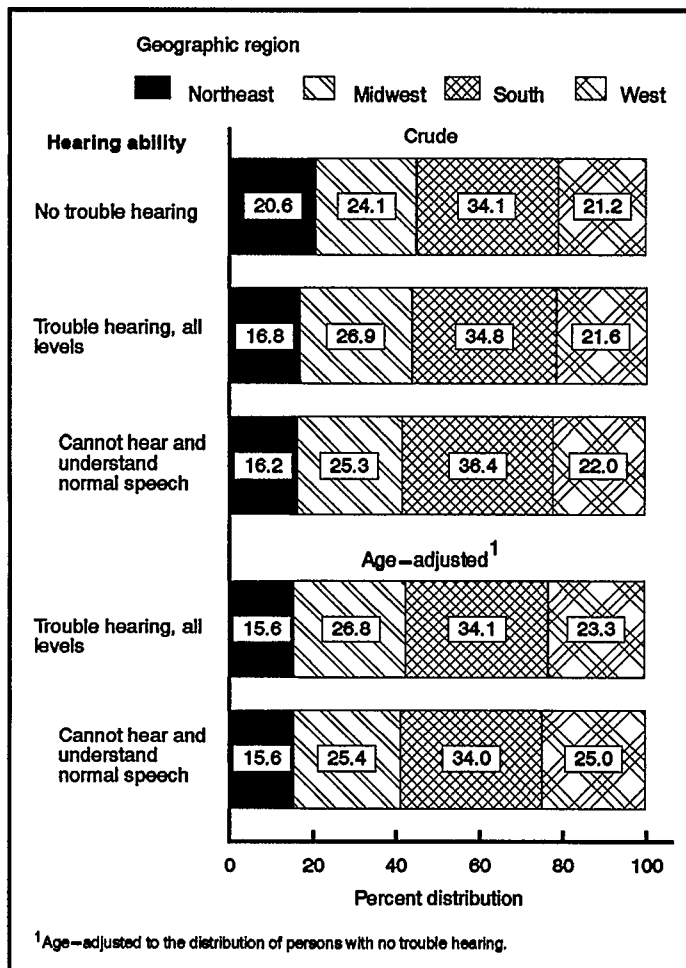 Geographic region
Northeast Midwest South West
Hearing ability
Crude
No trouble hearing
20.6 24.1 34.1 21.2
Trouble hearing, all
levels
16.8 26.9 34.8 21.6
Cannot hear and
understand
normal speech
16.2 25.3 36.4 22.0
Age–adjusted1
Trouble hearing, all
levels
15.6 26.8 34.1 23.3
Cannot hear and
understand
normal speech
15.6 25.4 34.0 25.0
0 20 40 60 80 100
Percent distribution
1Age–adjusted to the distribution of persons with no trouble hearing.